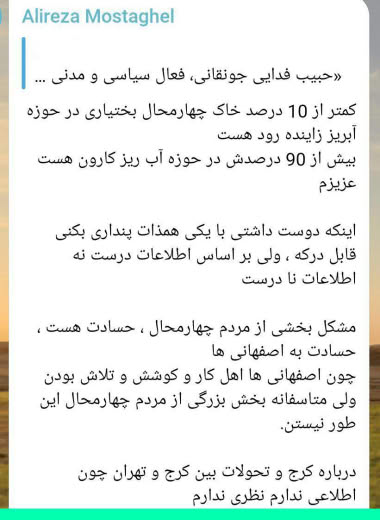 Alireza Mostaghel
«حبیب فدایی جونقانی، فعال سیاسی و مدنی ...
کمتر از 10 درصد خاک چهارمحال بختیاری در حوزه
آبریز زاینده رود هست
بیش از 90 درصدش در حوزه آب ریز کارون هست
عزیزم
اینکه دوست داشتی با یکی همذات پنداری بکنی
قابل درکه ، ولی بر اساس اطلاعات درست نه
اطلاعات نا درست
مشکل بخشی از مردم چهارمحال ، حسادت هست ،
حسادت به اصفهانی ها
چون اصفهانی ها اهل کار و کوشش و تلاش بودن
ولی متاسفانه بخش بزرگی از مردم چهارمحال این
طور نیستن.
درباره کرج و تحولات بین کرج و تهران چون
اطلاعی ندارم نظری ندارم